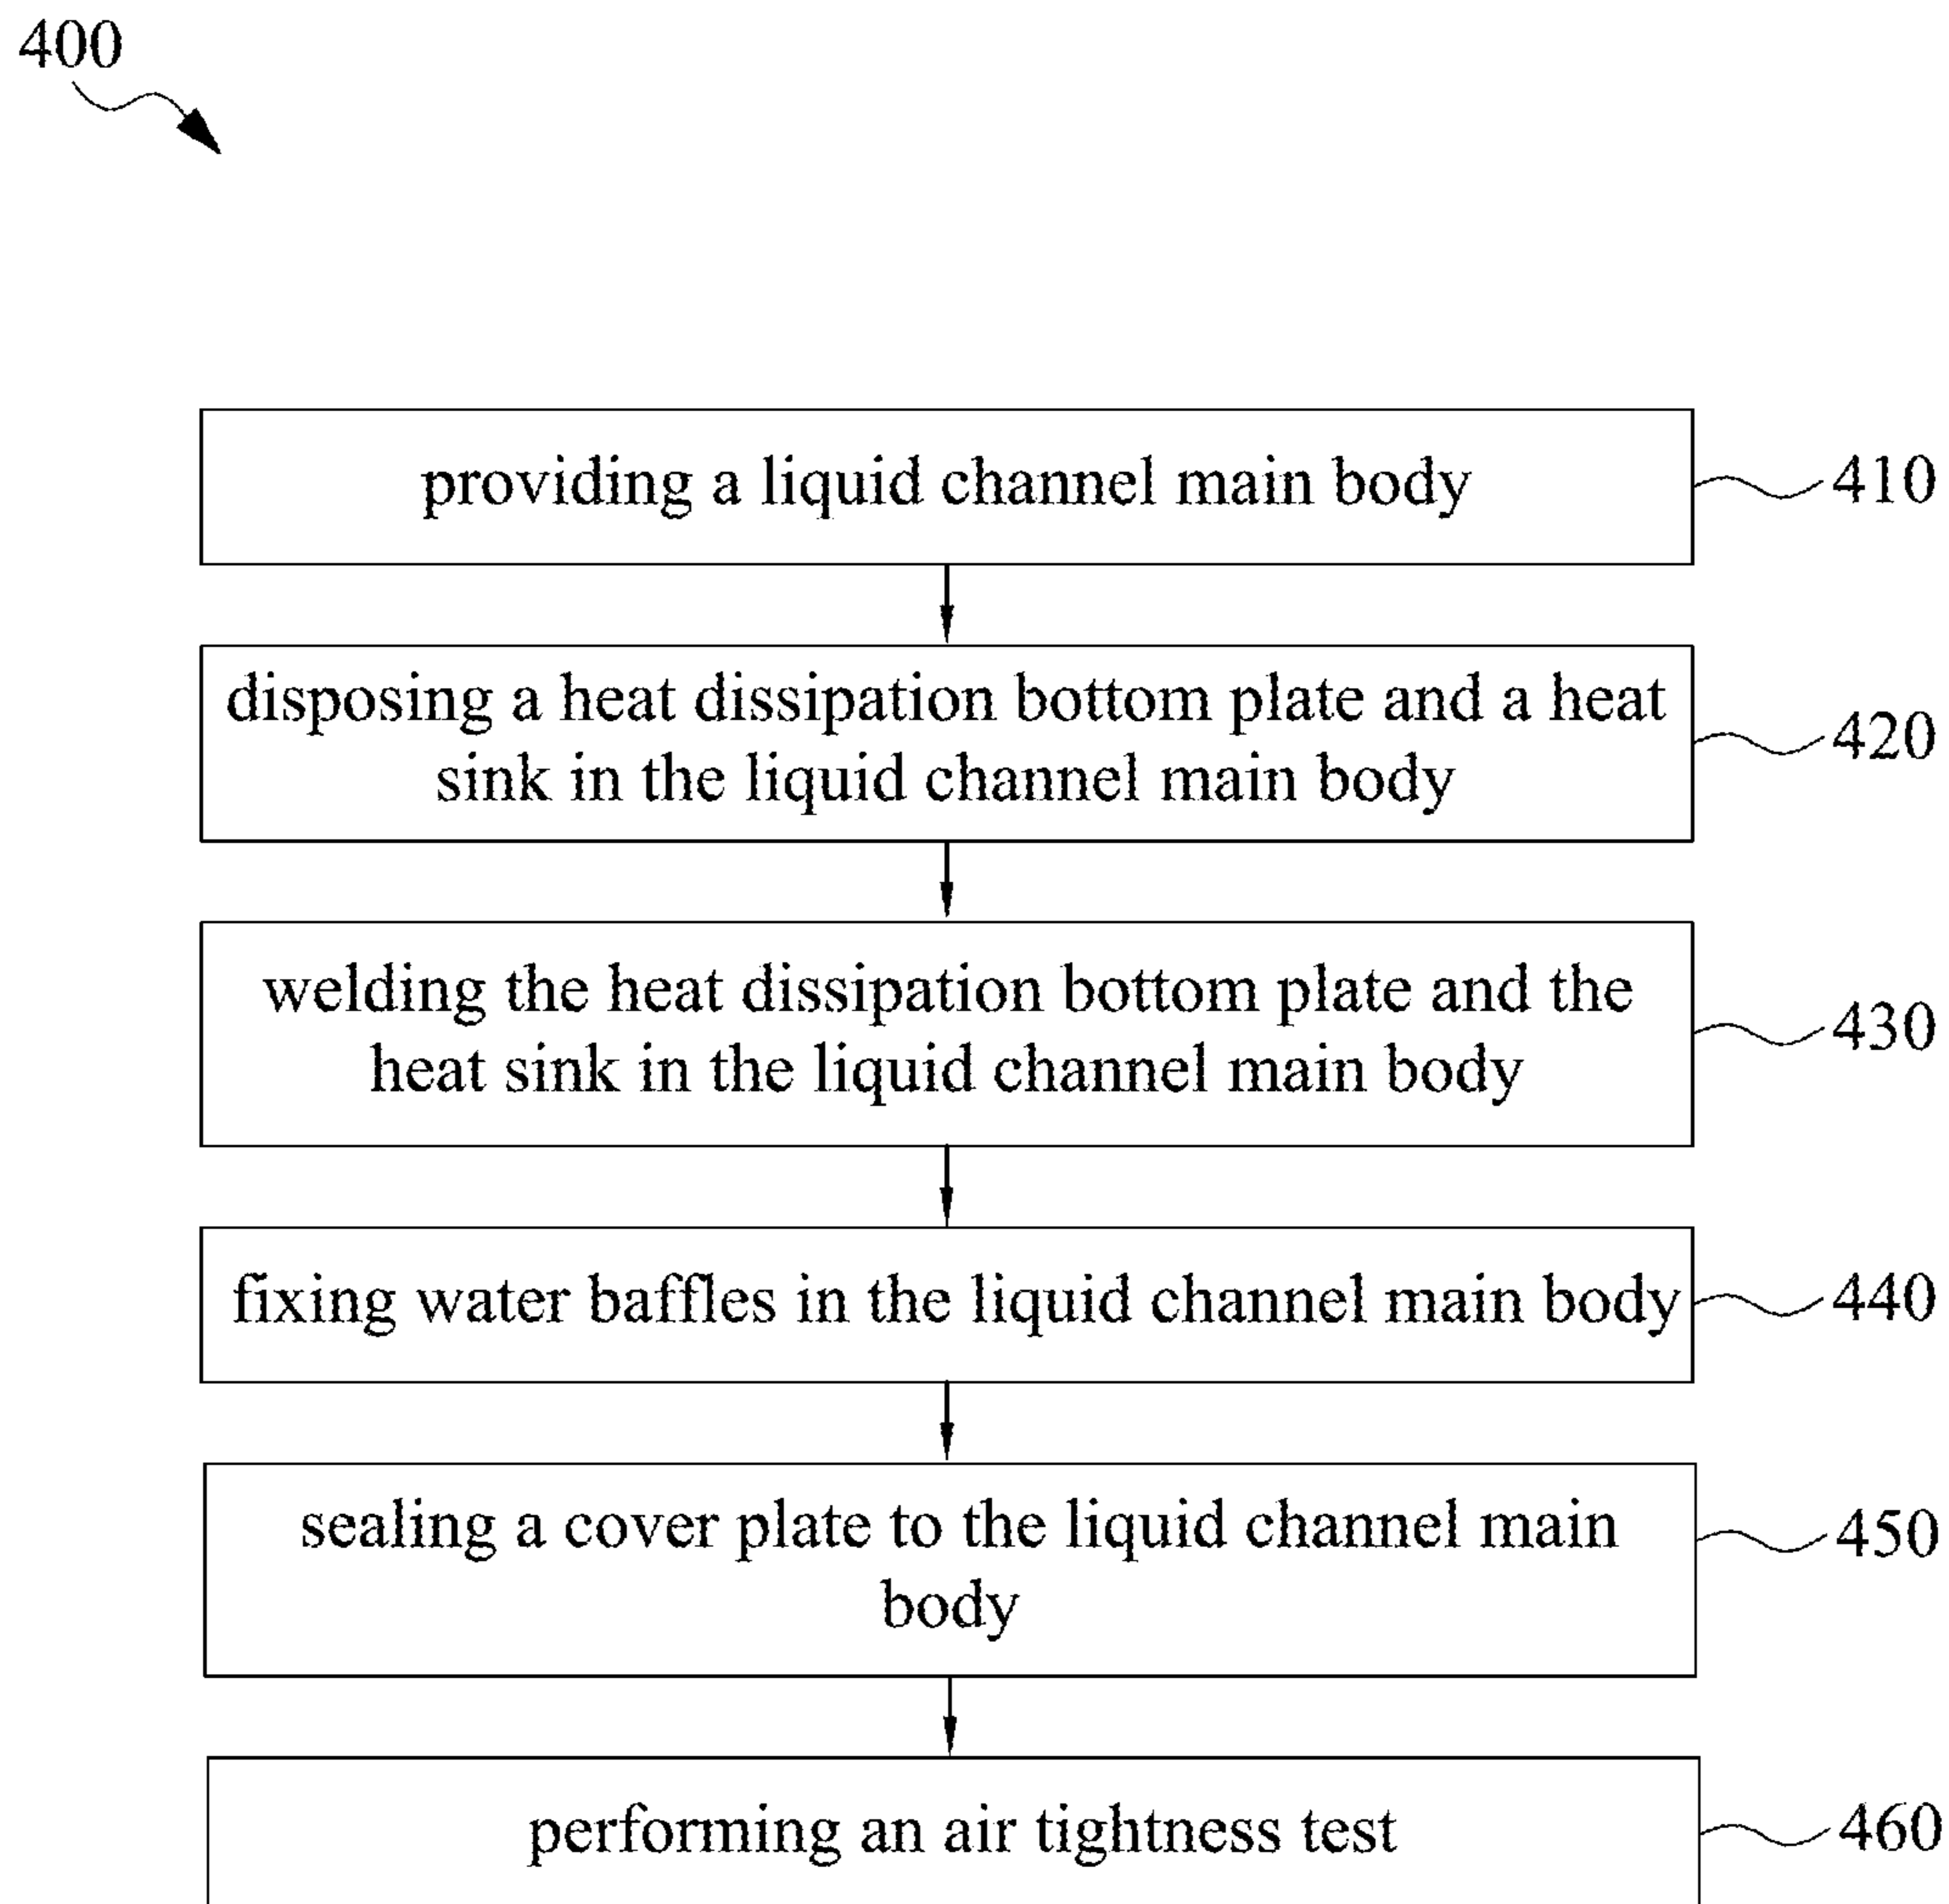 400
providing a liquid channel main body
410
disposing a heat dissipation bottom plate and a heat
sink in the liquid channel main body
420
welding the heat dissipation bottom plate and the
heat sink in the liquid channel main body
430
fixing water baffles in the liquid channel main body
440
sealing a cover plate to the liquid channel main
body
450
performing an air tightness test
460